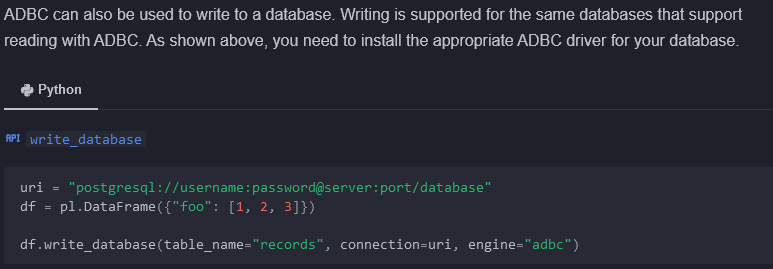 ADBC can also be used to write to a database. Writing is supported for the same databases that support
reading with ADBC. As shown above, you need to install the appropriate ADBC driver for your database.
Python
API write_database
uri = "postgresql://username:password@server:port/database"
df = pl.DataFrame({"foo": [1, 2, 3]})
df.write_database(table_name="records", connection=uri, engine="adbc")